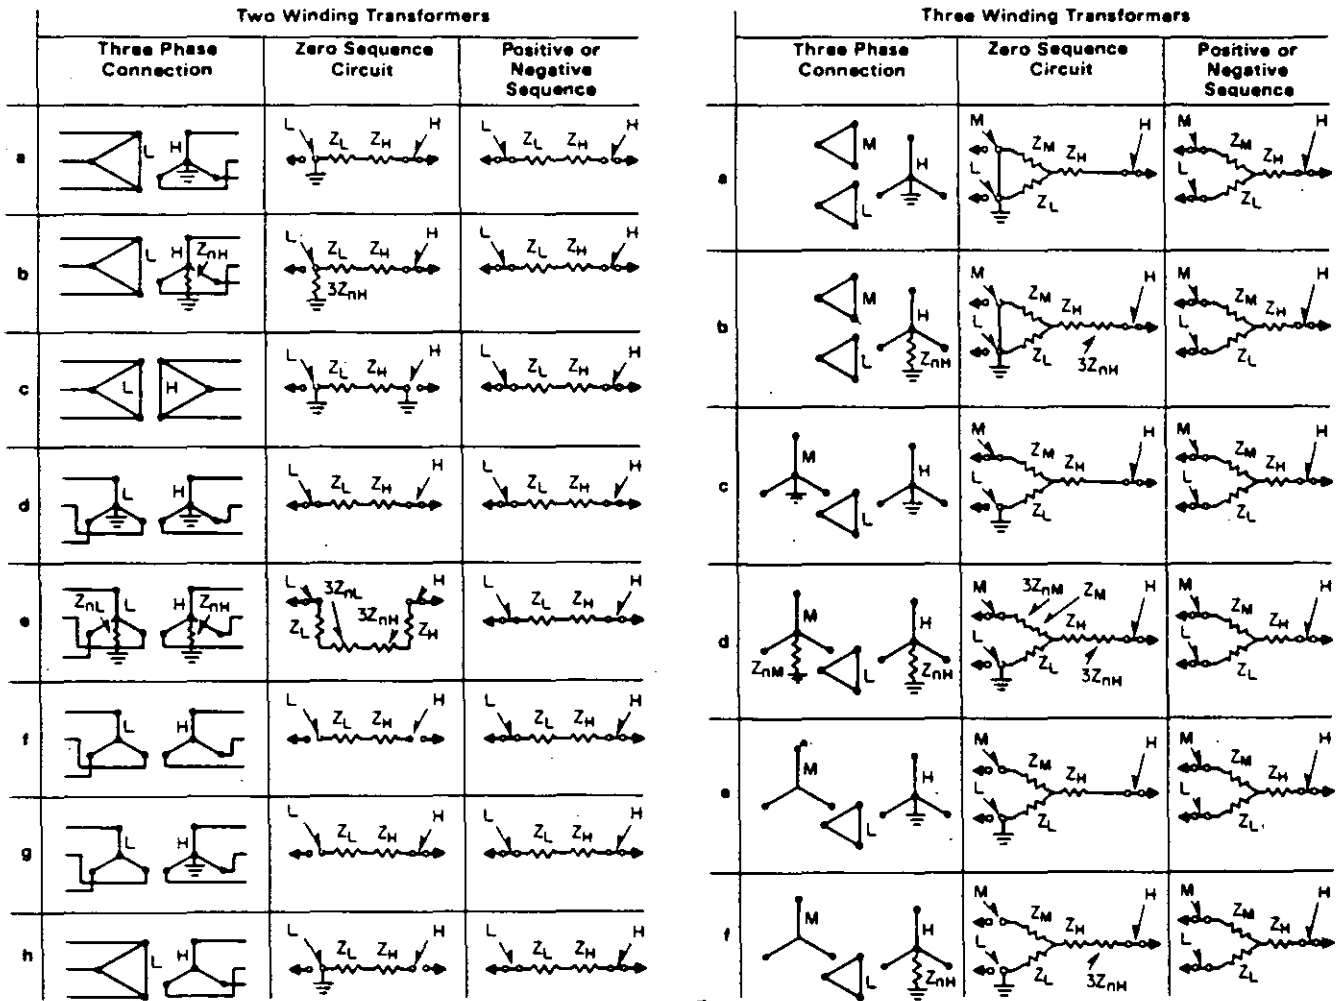 Two Winding Transformers
Three Phase Connection
Zero Sequence Circuit
Positive or Negative Sequence
a
L H
L ZL ZH H
L ZL ZH H
b
L H ZnH
L ZL ZH H
3ZnH
L ZL ZH H
c
L H
L ZL ZH H
L ZL ZH H
d
L H
L ZL ZH H
L ZL ZH H
e
ZnL L H ZnH
L 3ZnL H
ZL 3ZnH ZH
L ZL ZH H
f
L H
L ZL ZH H
L ZL ZH H
g
L H
L ZL ZH H
L ZL ZH H
h
L H
L ZL ZH H
L ZL ZH H
Three Winding Transformers
Three Phase Connection
Zero Sequence Circuit
Positive or Negative Sequence
a
M H L
M ZM ZH H
L ZL
M ZM ZH H
L ZL
b
M H L ZnH
M ZM ZH H
L ZL 3ZnH
M ZM ZH H
L ZL
c
M H L
M ZM ZH H
L ZL
M ZM ZH H
L ZL
d
M H ZnM L ZnH
M 3ZnM ZM ZH H
L ZL 3ZnH
M ZM ZH H
L ZL
e
M H L
M ZM ZH H
L ZL
M ZM ZH H
L ZL
f
M H L ZnH
M ZM ZH H
L ZL 3ZnH
M ZM ZH H
L ZL